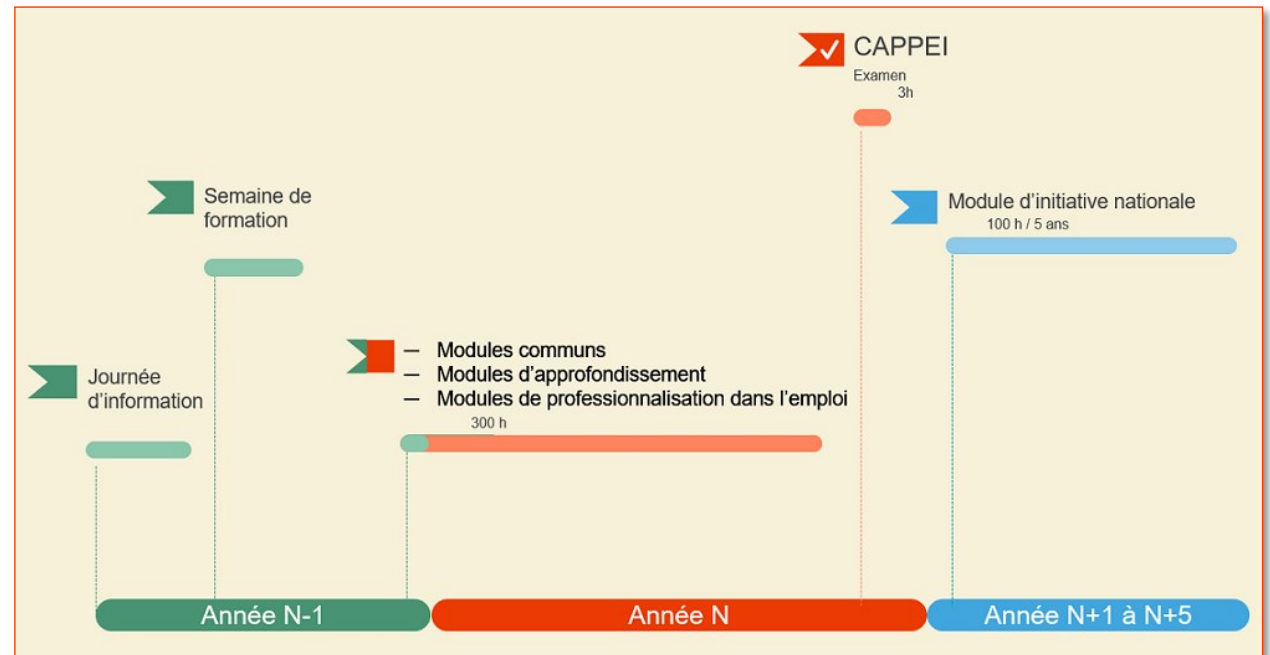 CAPPEI
Examen
3h
Semaine de
formation
Module d'initiative nationale
100 h / 5 ans
Journée
d'information
— Modules communs
— Modules d'approfondissement
— Modules de professionnalisation dans l'emploi
300 h
Année N-1
Année N
Année N+1 à N+5